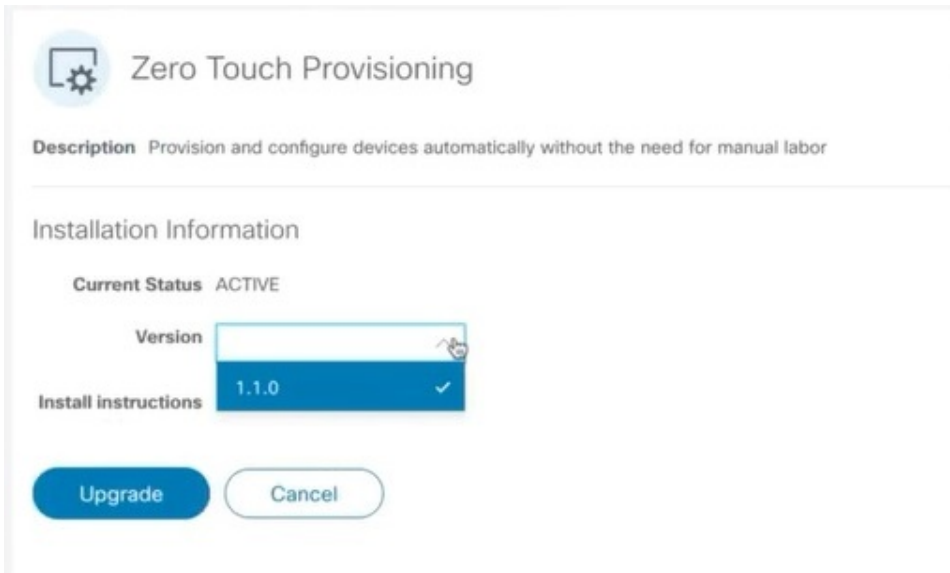 Zero Touch Provisioning
Description Provision and configure devices automatically without the need for manual labor
Installation Information
Current Status ACTIVE
Version
1.1.0
Install instructions
Upgrade
Cancel